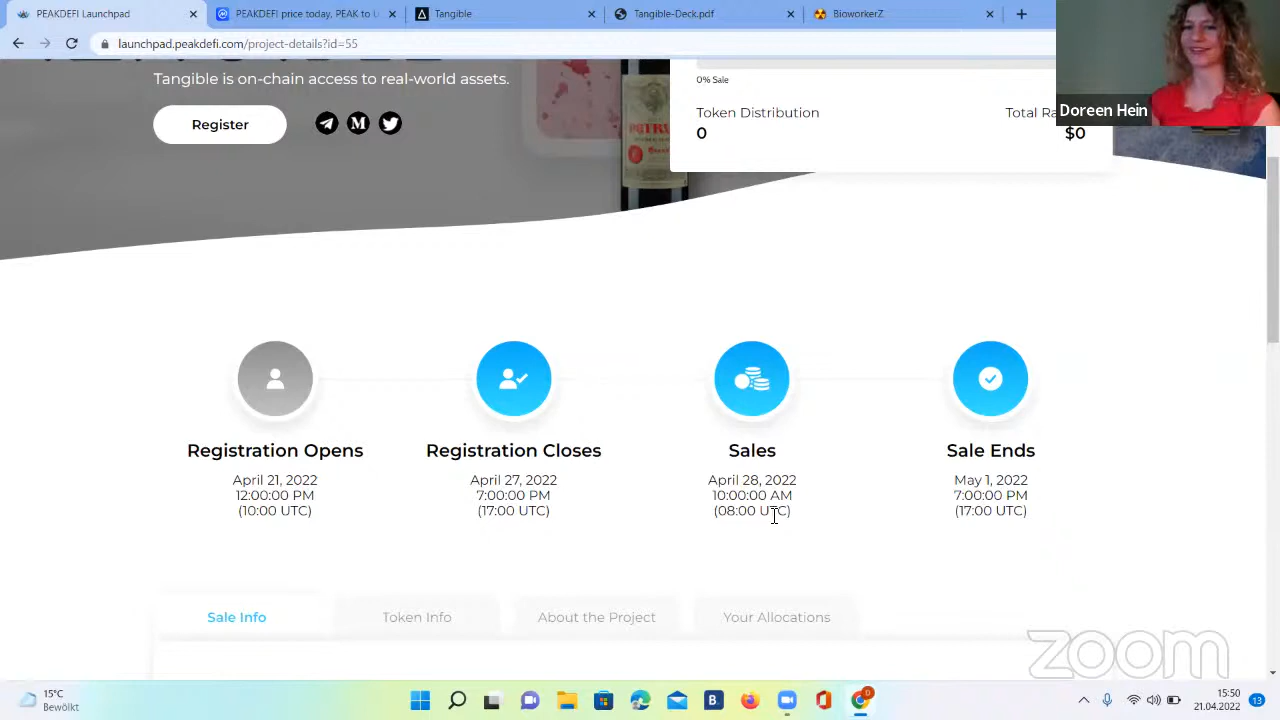 PEAKDEFI Launchpad
PEAKDEFI price today, PEAK to U
Tangible
Tangible-Deck.pdf
BioworkerZ
launchpad.peakdefi.com/project-details?id=55
Doreen Hein
Tangible is on-chain access to real-world assets.
Register
0% Sale
Token Distribution
Total Ra
0
$0
Registration Opens
April 21, 2022
12:00:00 PM
(10:00 UTC)
Registration Closes
April 27, 2022
7:00:00 PM
(17:00 UTC)
Sales
April 28, 2022
10:00:00 AM
(08:00 UTC)
Sale Ends
May 1, 2022
7:00:00 PM
(17:00 UTC)
Sale Info
Token Info
About the Project
Your Allocations
zoom
15°C
Bewolkt
15:50
21.04.2022
13